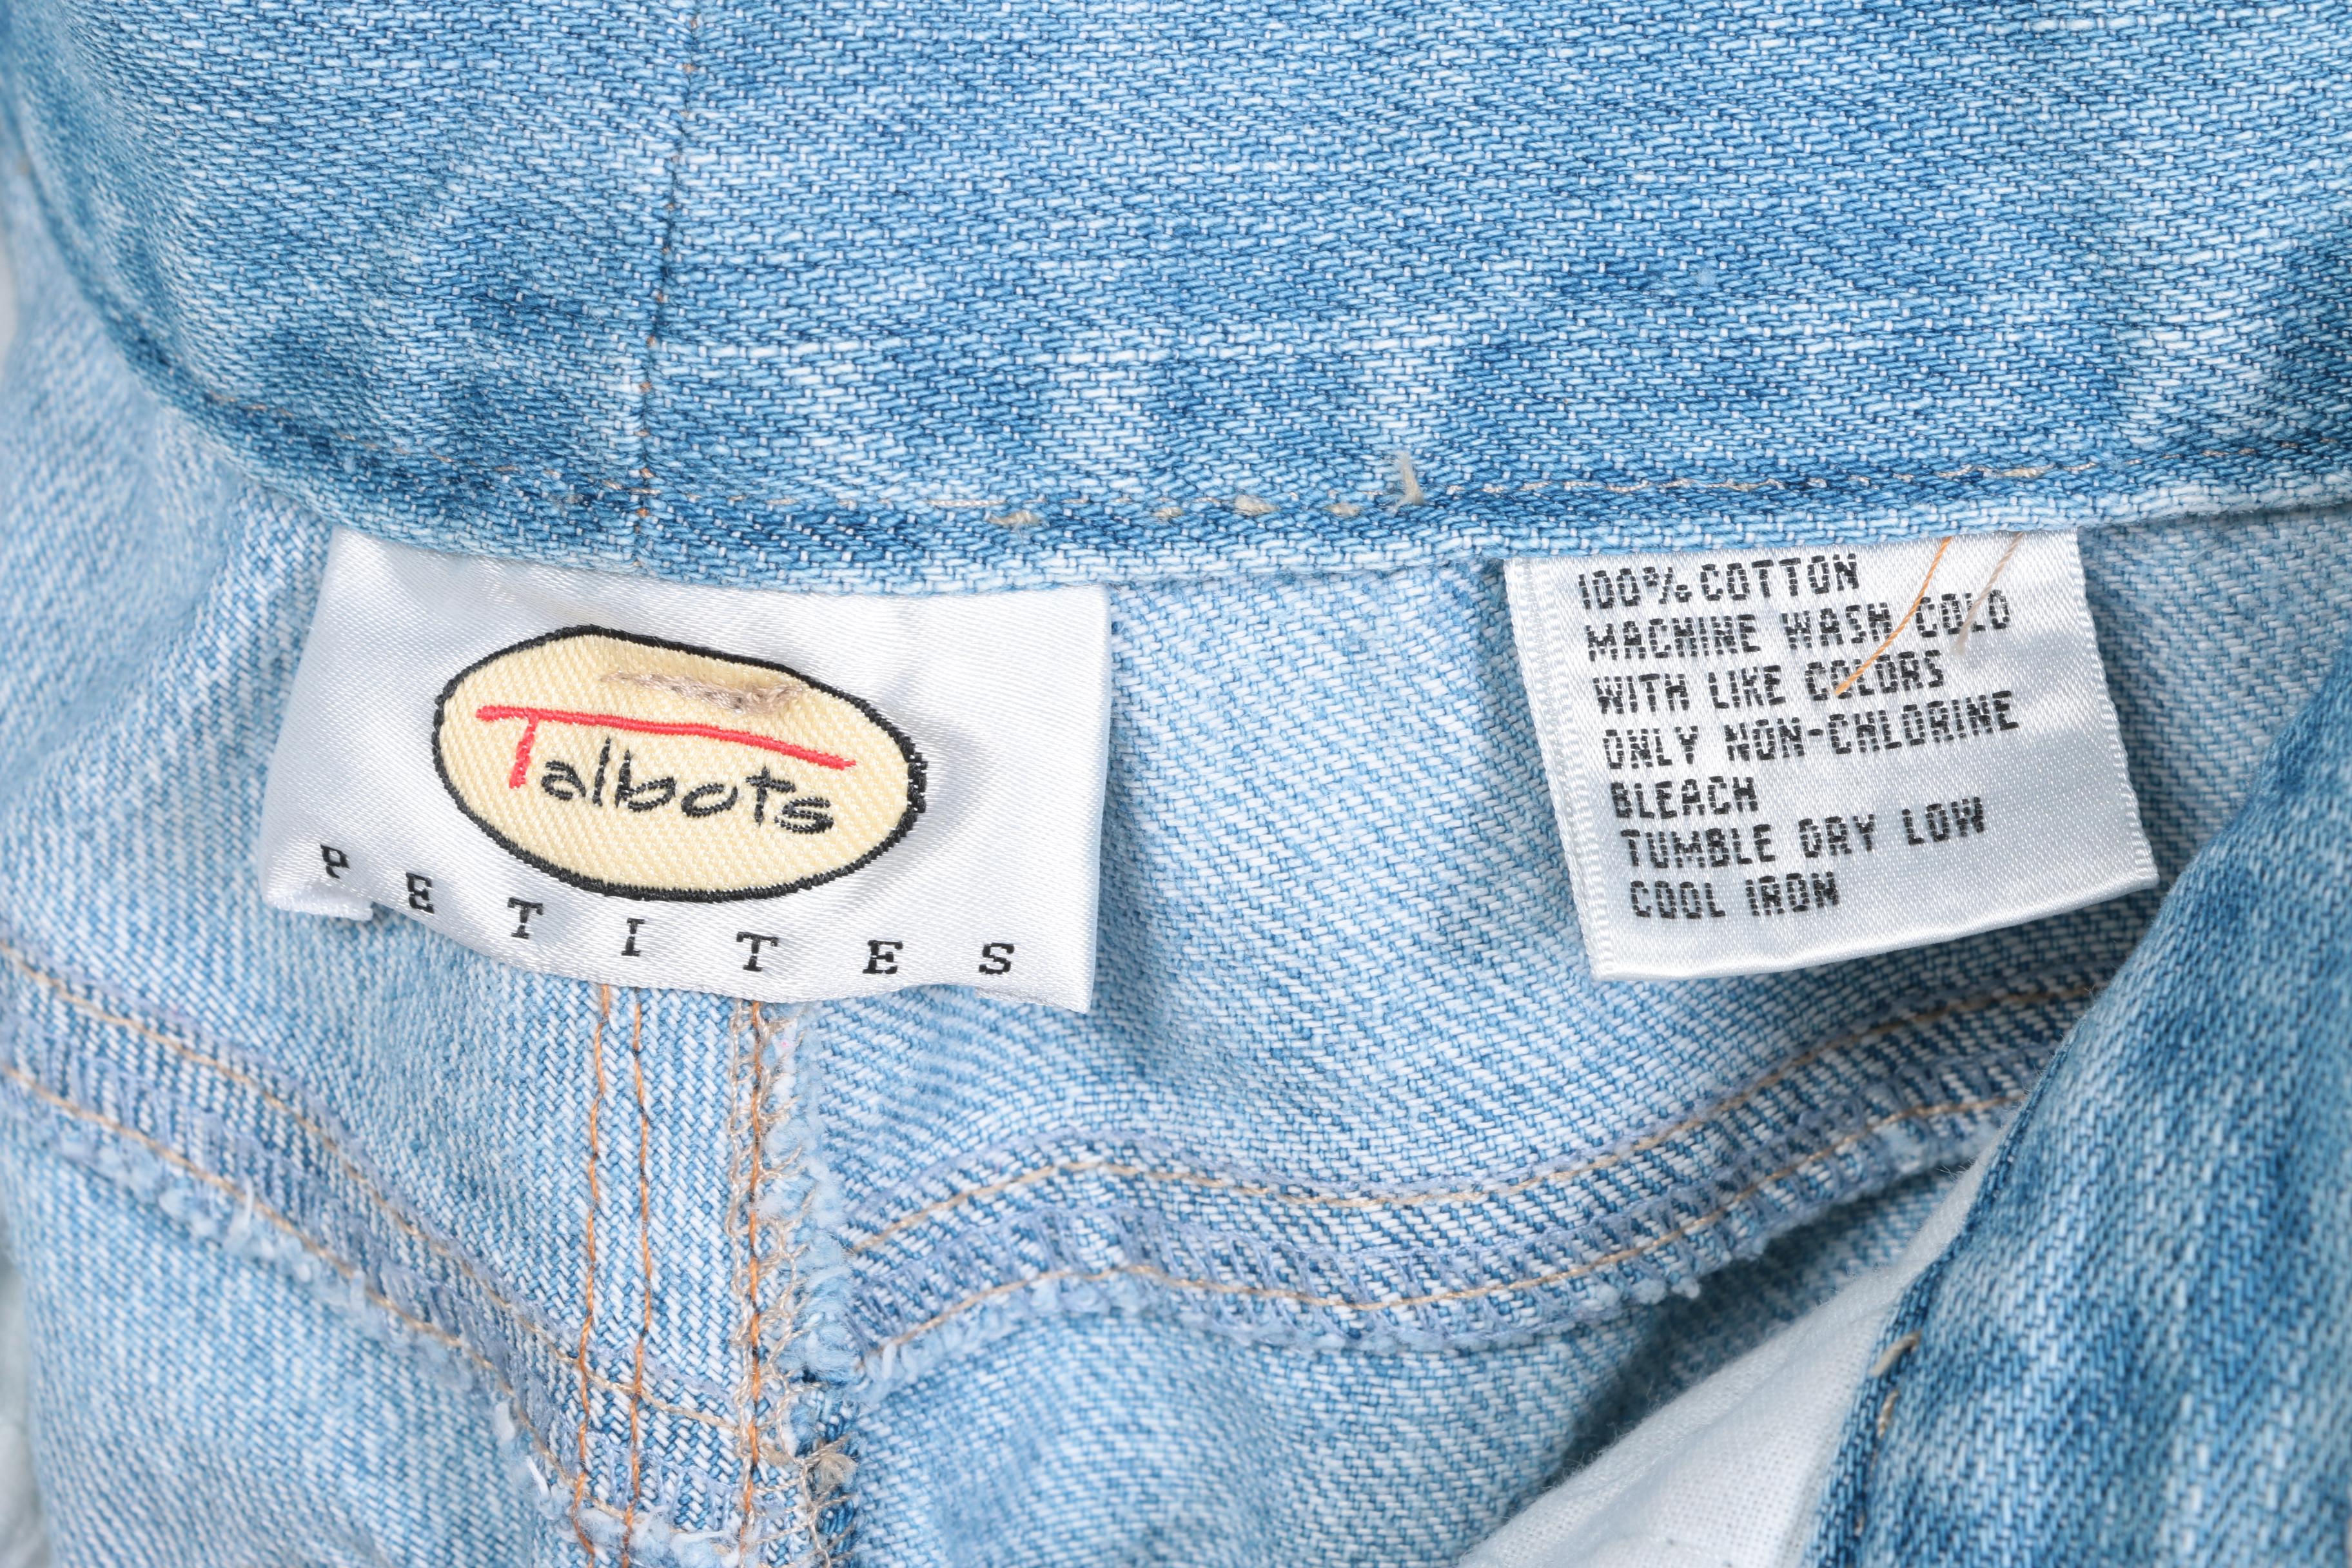 Talbots
PETITES
100% COTTON
MACHINE WASH COLD
WITH LIKE COLORS
ONLY NON-CHLORINE
BLEACH
TUMBLE DRY LOW
COOL IRON